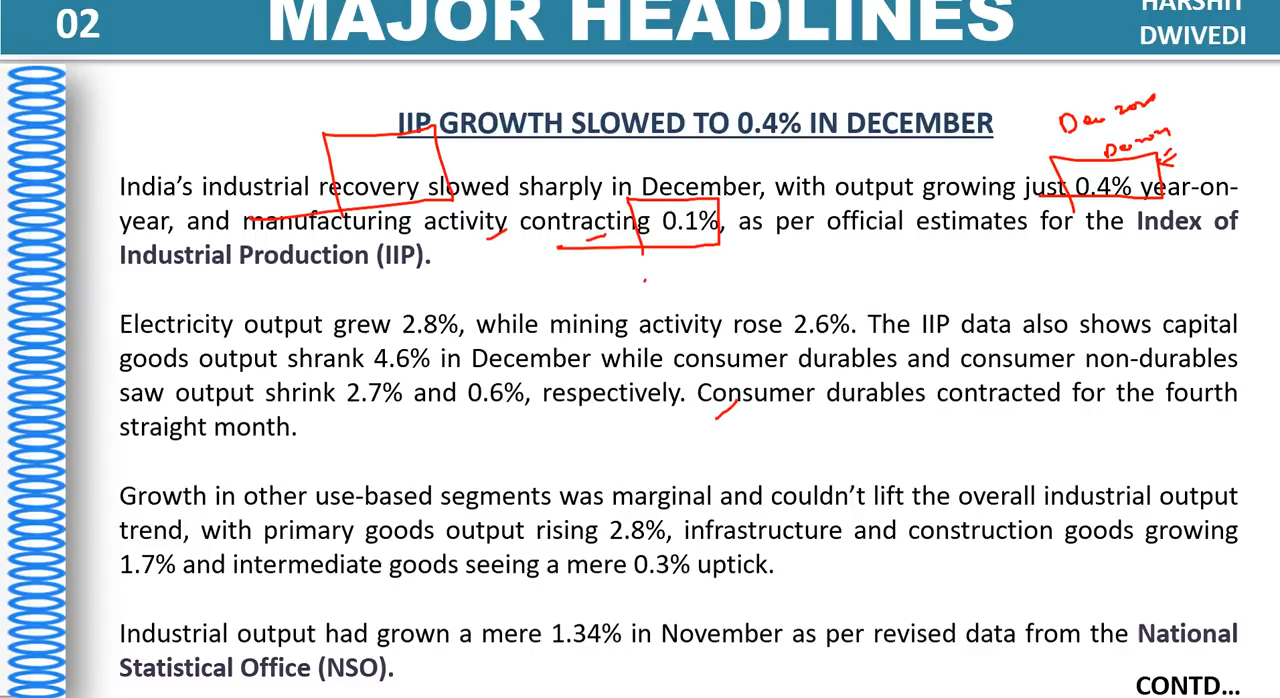 02
MAJOR HEADLINES
HARSHIT
DWIVEDI
IIP GROWTH SLOWED TO 0.4% IN DECEMBER
India’s industrial recovery slowed sharply in December, with output growing just 0.4% year-on-
year, and manufacturing activity contracting 0.1%, as per official estimates for the Index of
Industrial Production (IIP).
Electricity output grew 2.8%, while mining activity rose 2.6%. The IIP data also shows capital
goods output shrank 4.6% in December while consumer durables and consumer non-durables
saw output shrink 2.7% and 0.6%, respectively. Consumer durables contracted for the fourth
straight month.
Growth in other use-based segments was marginal and couldn’t lift the overall industrial output
trend, with primary goods output rising 2.8%, infrastructure and construction goods growing
1.7% and intermediate goods seeing a mere 0.3% uptick.
Industrial output had grown a mere 1.34% in November as per revised data from the National
Statistical Office (NSO).
CONTD...